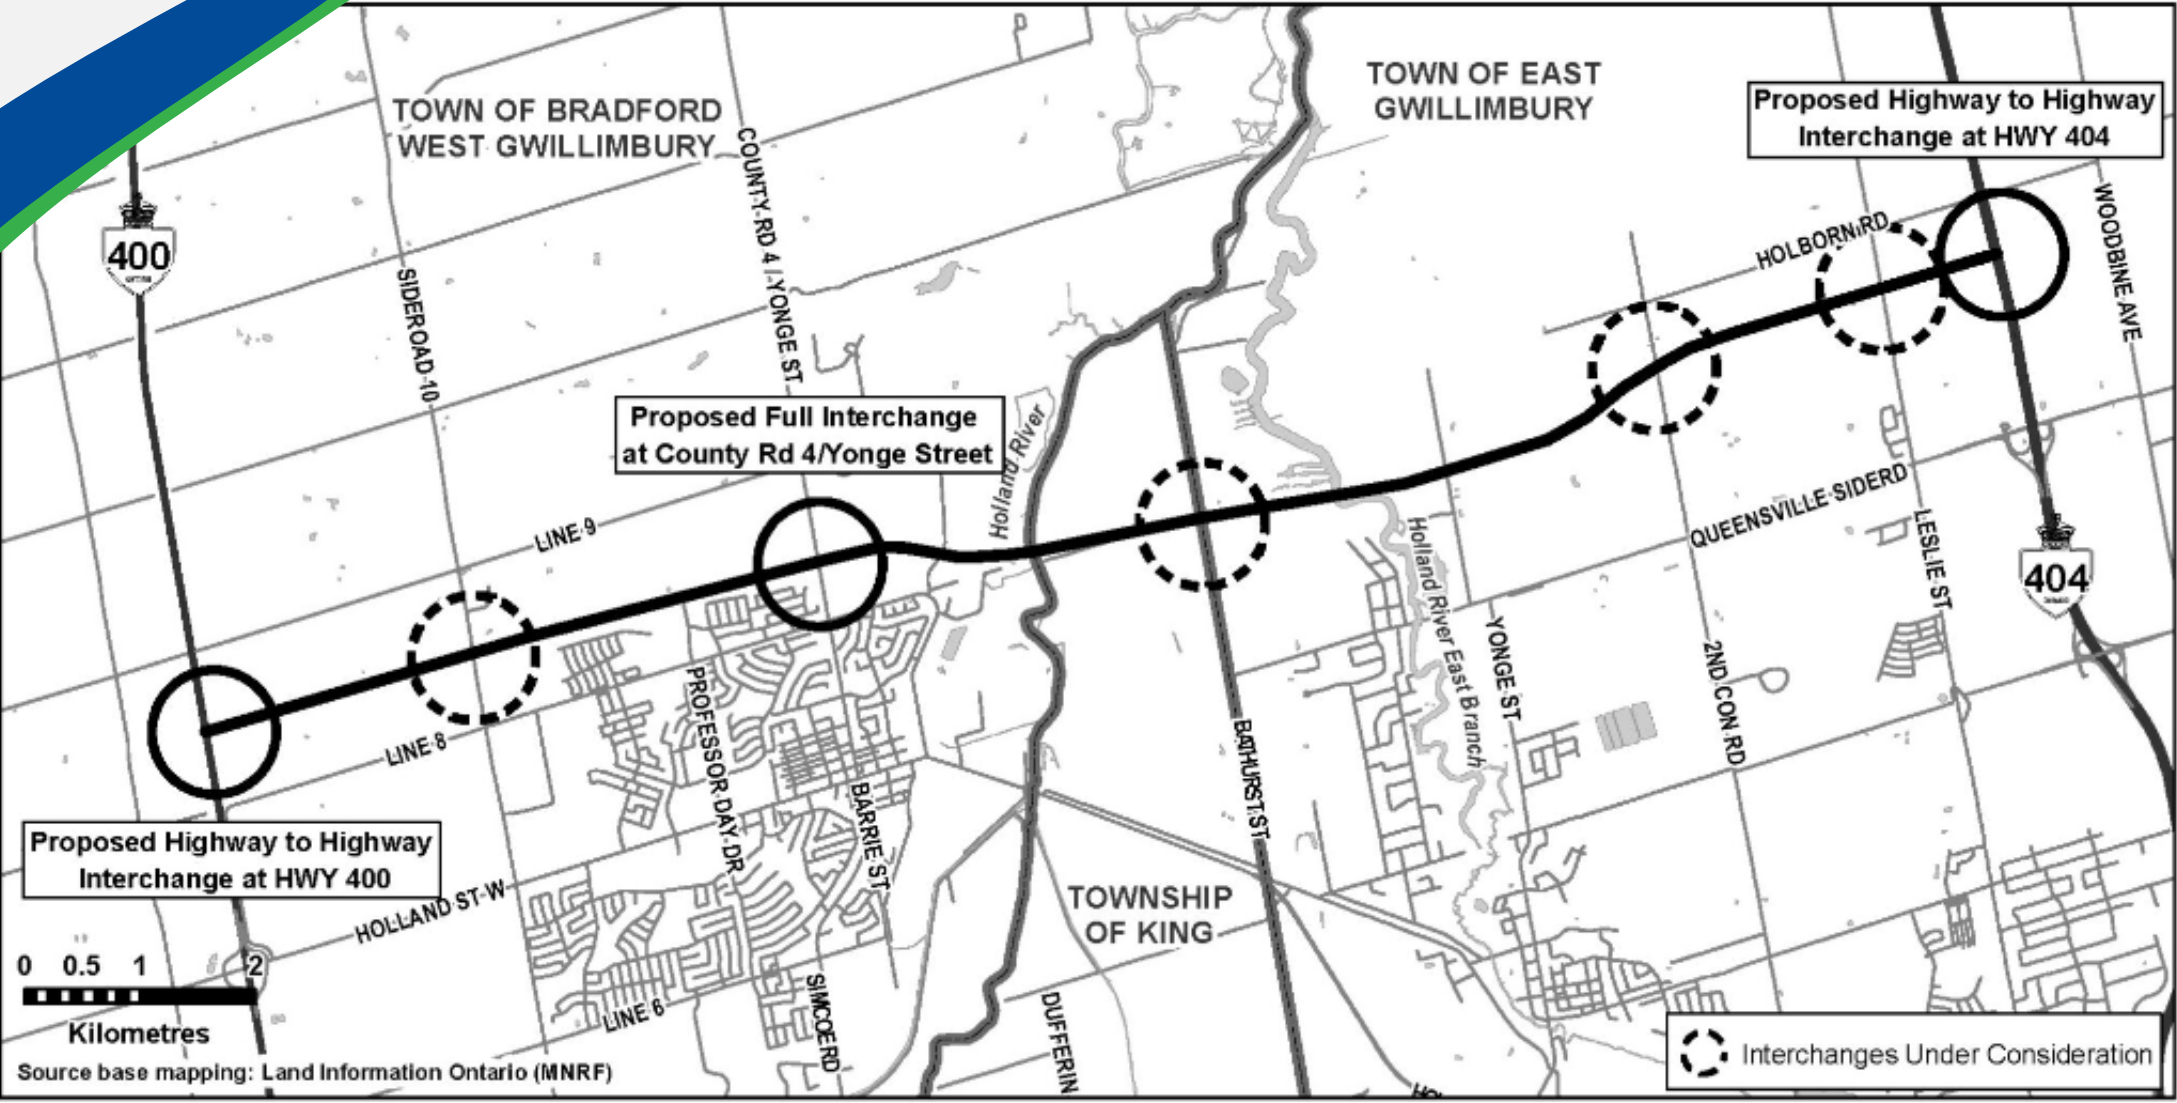 TOWN OF EAST
GWILLIMBURY
TOWN OF BRADFORD
WEST GWILLIMBURY
Proposed Highway to Highway
Interchange at HWY 404
400
SIDEROAD 10
COUNTY RD 4 / YONGE ST
HOLBORN RD
WOODBINE AVE
Proposed Full Interchange
at County Rd 4/Yonge Street
Holland River
LINE 9
QUEENSVILLE SIDERD
LESLIE ST
404
Holland River East Branch
YONGE ST
2ND CON RD
LINE 8
PROFESSOR DAY DR
BARRIE ST
BATHURST ST
Proposed Highway to Highway
Interchange at HWY 400
HOLLAND ST W
TOWNSHIP
OF KING
0 0.5 1 2
Kilometres
LINE 6
SIMCOE RD
DUFFERIN
Interchanges Under Consideration
Source base mapping: Land Information Ontario (MNRF)